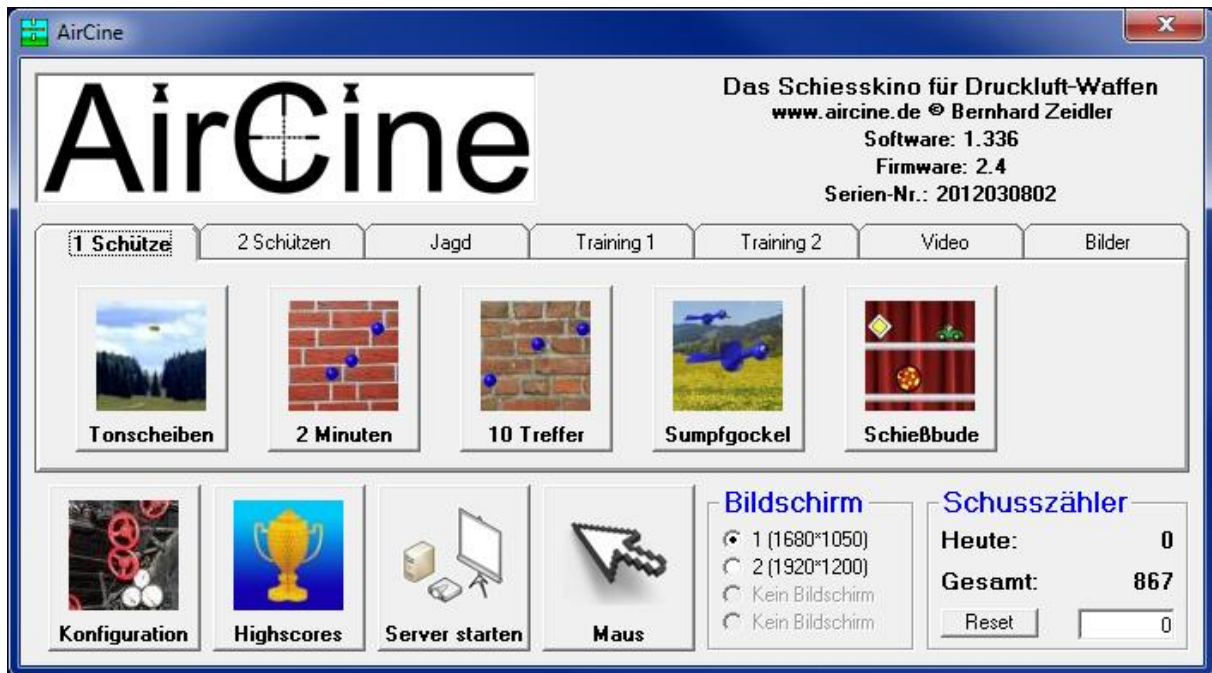 AirCine
AirCine
Das Schiesskino für Druckluft-Waffen
www.aircine.de © Bernhard Zeidler
Software: 1.336
Firmware: 2.4
Serien-Nr.: 2012030802
1 Schütze
2 Schützen
Jagd
Training 1
Training 2
Video
Bilder
Tonscheiben
2 Minuten
10 Treffer
Sumpfgockel
Schießbude
Konfiguration
Highscores
Server starten
Maus
Bildschirm
1 (1680*1050)
2 (1920*1200)
Kein Bildschirm
Kein Bildschirm
Schusszähler
Heute: 0
Gesamt: 867
Reset 0